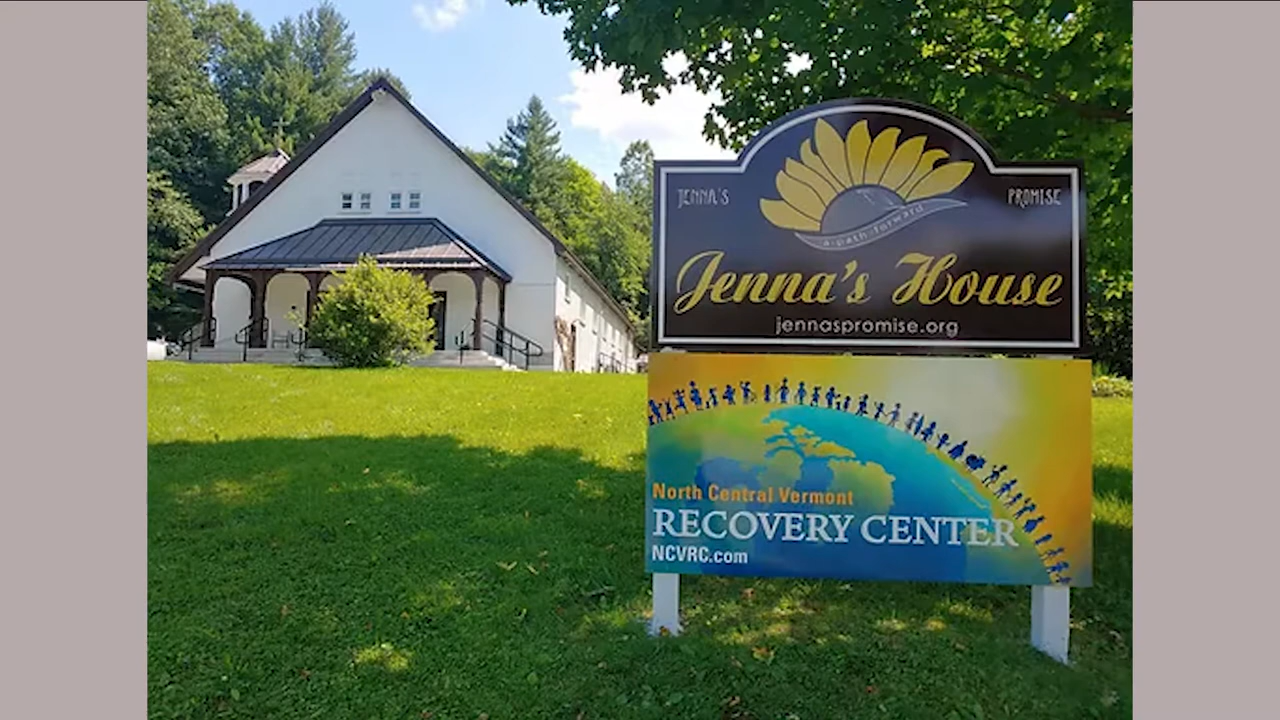 JENNA'S
PROMISE
a·path·forward
Jenna's House
jennaspromise.org
North Central Vermont
RECOVERY CENTER
NCVRC.com